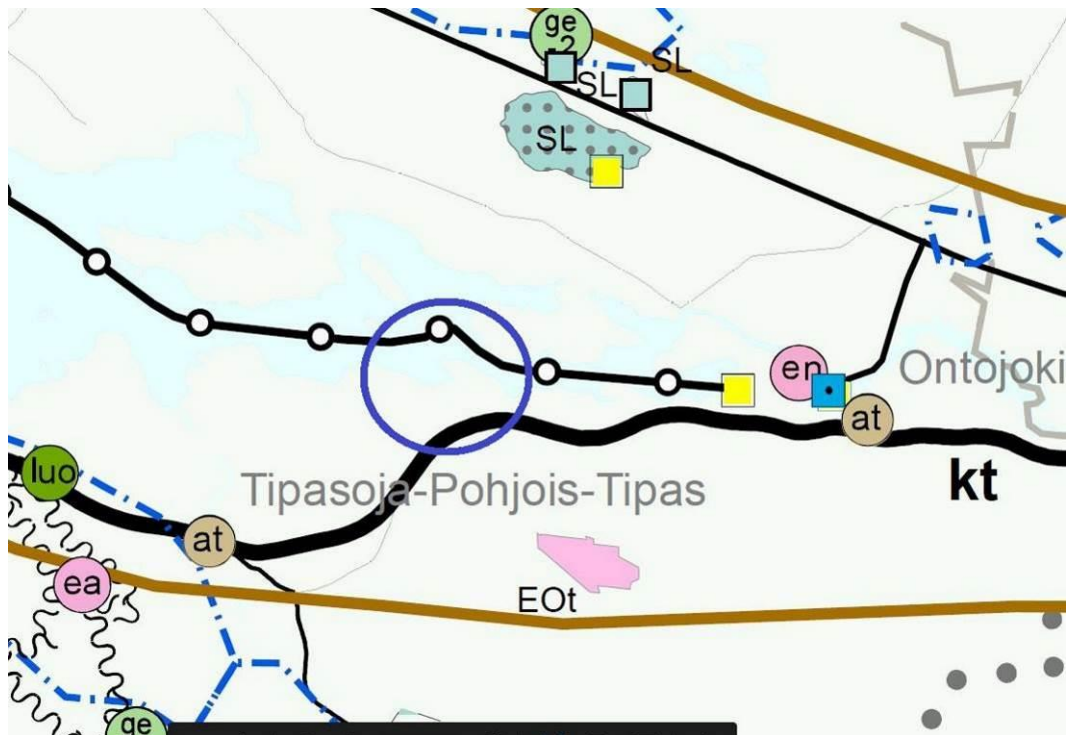 ge
-2
SL
SL
SL
en
Ontojoki
at
luo
Tipasoja-Pohjois-Tipas
kt
at
ea
EOt
ge